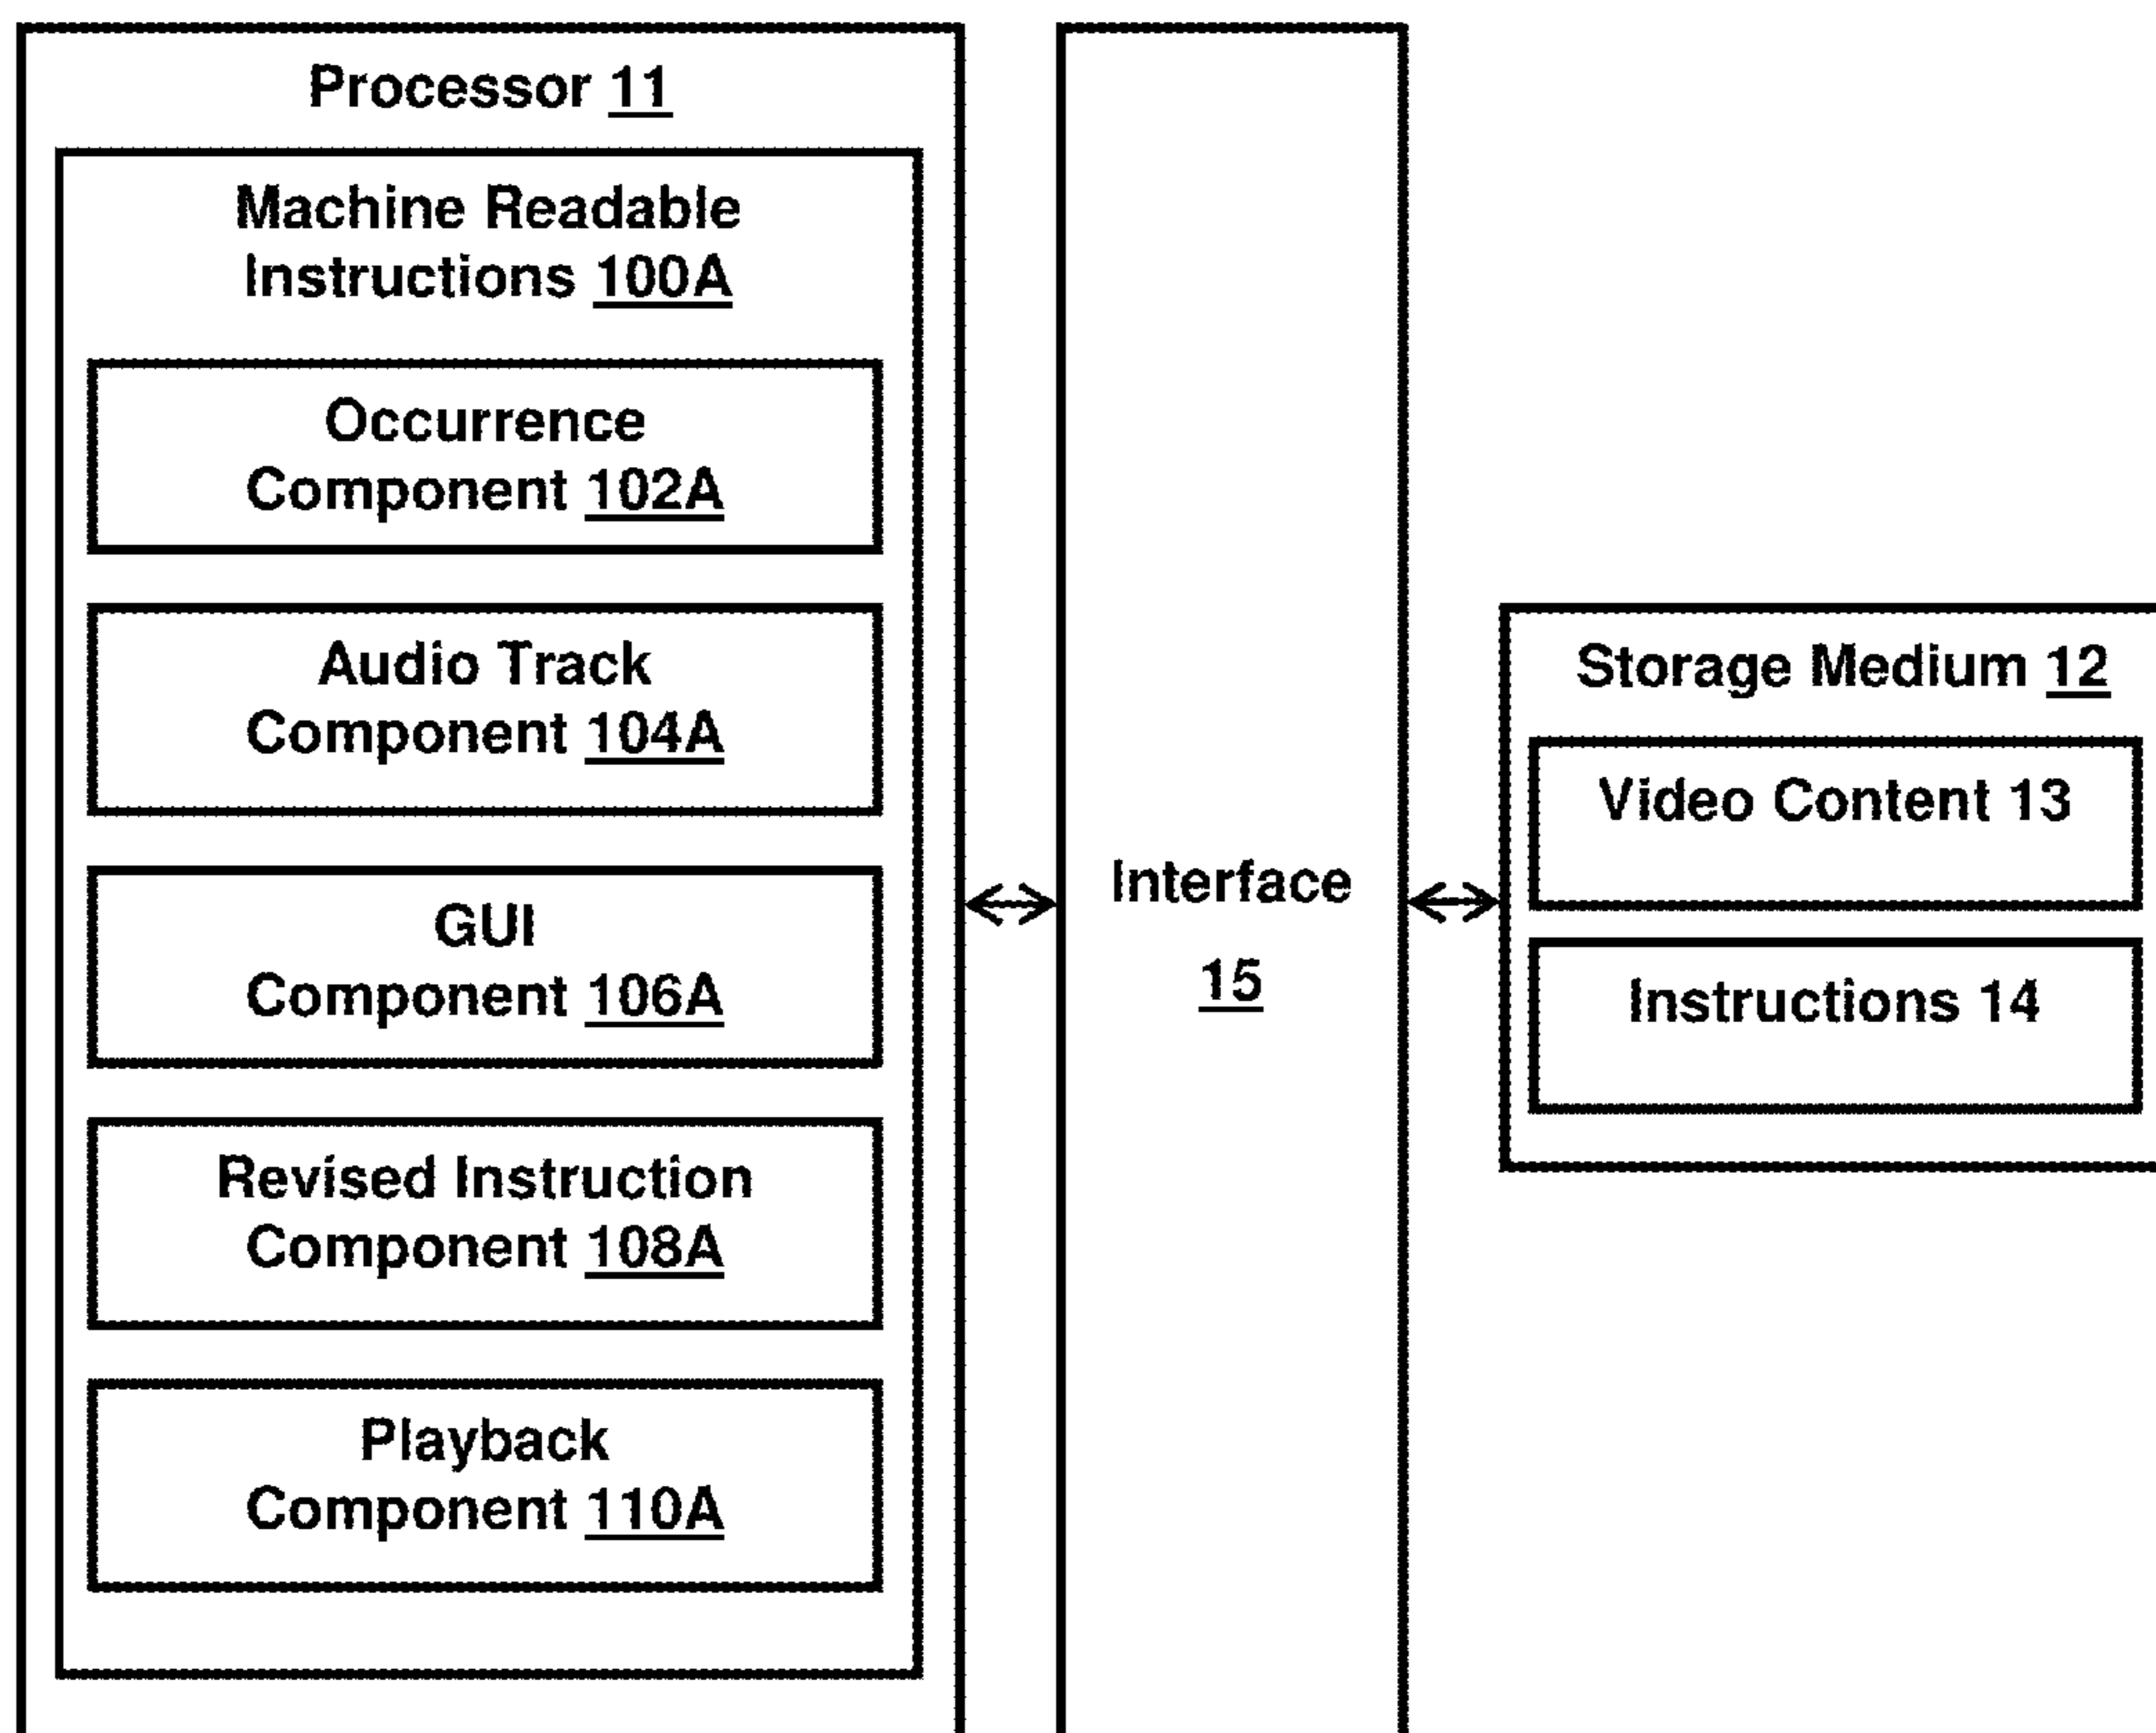 Processor 11
Machine Readable
Instructions 100A
Occurrence
Component 102A
Audio Track
Component 104A
GUI
Component 106A
Revised Instruction
Component 108A
Playback
Component 110A
Interface
15
Storage Medium 12
Video Content 13
Instructions 14